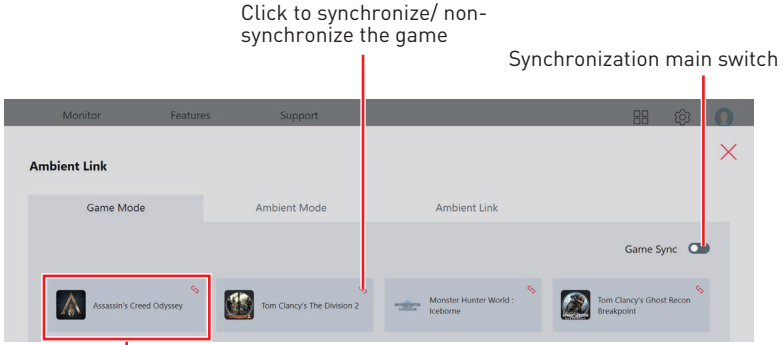 Click to synchronize/ non-
synchronize the game
Synchronization main switch
Monitor Features Support
Ambient Link
Game Mode Ambient Mode Ambient Link
Game Sync
Assassin's Creed Odyssey
Tom Clancy's The Division 2
Monster Hunter World :
Iceborne
Tom Clancy's Ghost Recon
Breakpoint